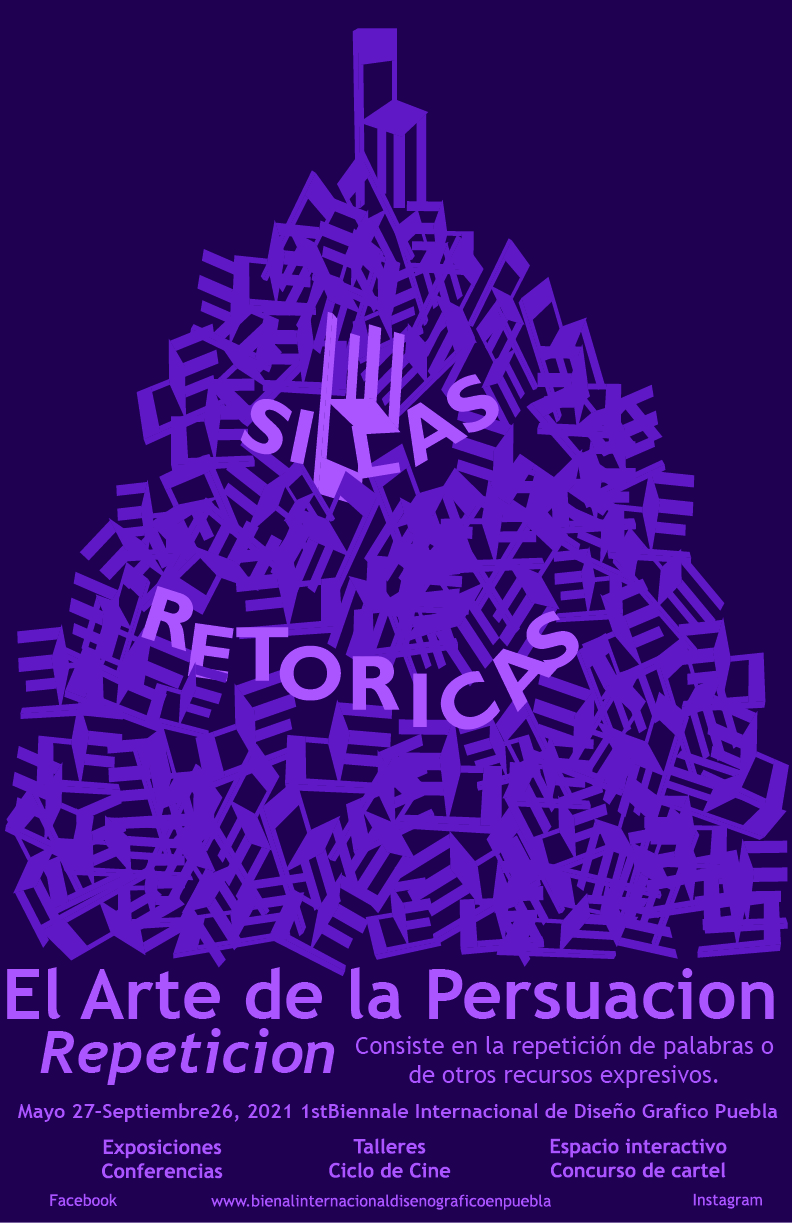 SILLAS
RETORICAS
El Arte de la Persuacion
Repeticion
Consiste en la repetición de palabras o
de otros recursos expresivos.
Mayo 27-Septiembre26, 2021 1stBiennale Internacional de Diseño Grafico Puebla
Exposiciones Talleres Espacio interactivo
Conferencias Ciclo de Cine Concurso de cartel
Facebook www.bienalinternacionaldisenograficoenpuebla Instagram